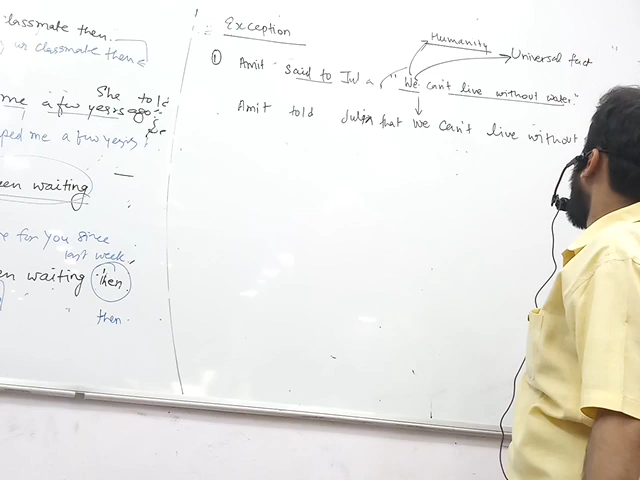 classmate then.
ur classmate then
She told
me a few years ago.
ped me a few years
een waiting
e for you since
last week.
en waiting then.
then
Exception
Humanity
Universal fact
① Amit said to Jul a "We can't live without water."
Amit told Julia that we can't live without